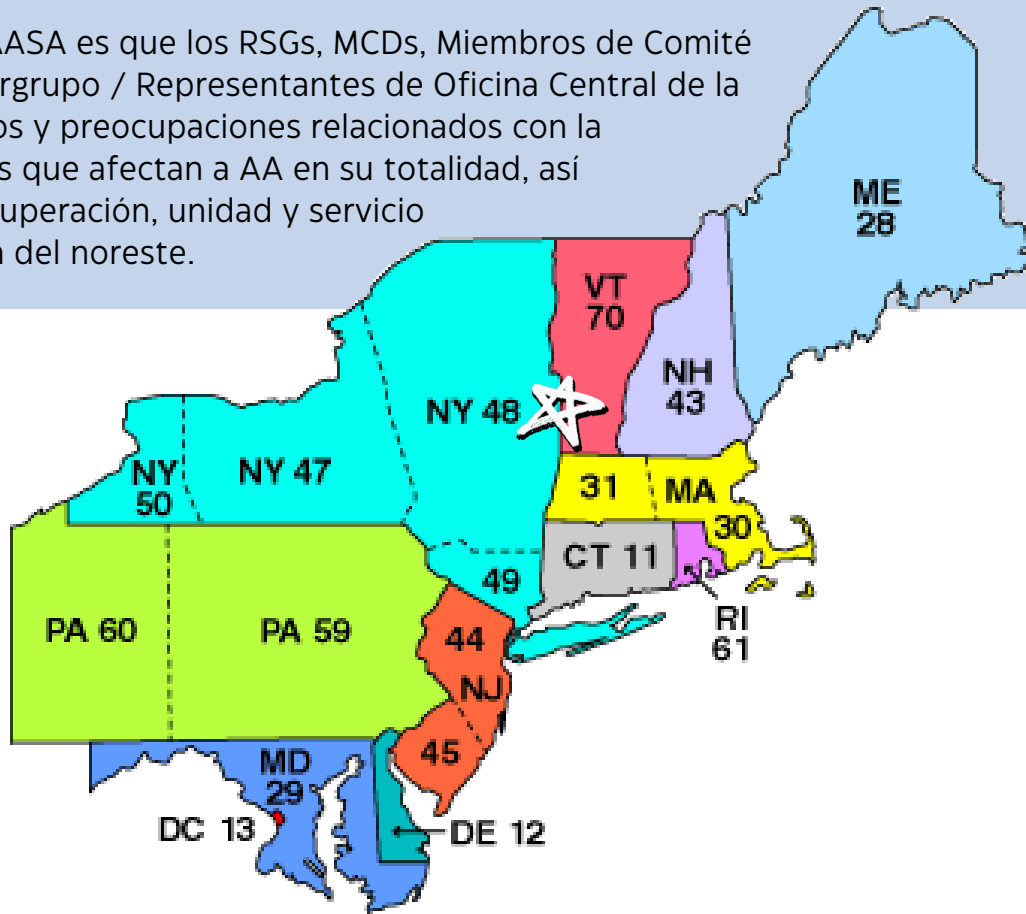 AASA es que los RSGs, MCDs, Miembros de Comité
rgrupo / Representantes de Oficina Central de la
os y preocupaciones relacionados con la
s que afectan a AA en su totalidad, así
uperación, unidad y servicio
n del noreste.
ME
28
VT
70
NH
43
NY 48
NY 47
NY
50
31
MA
30
CT 11
49
RI
61
PA 60
PA 59
44
NJ
45
MD
29
DC 13
DE 12